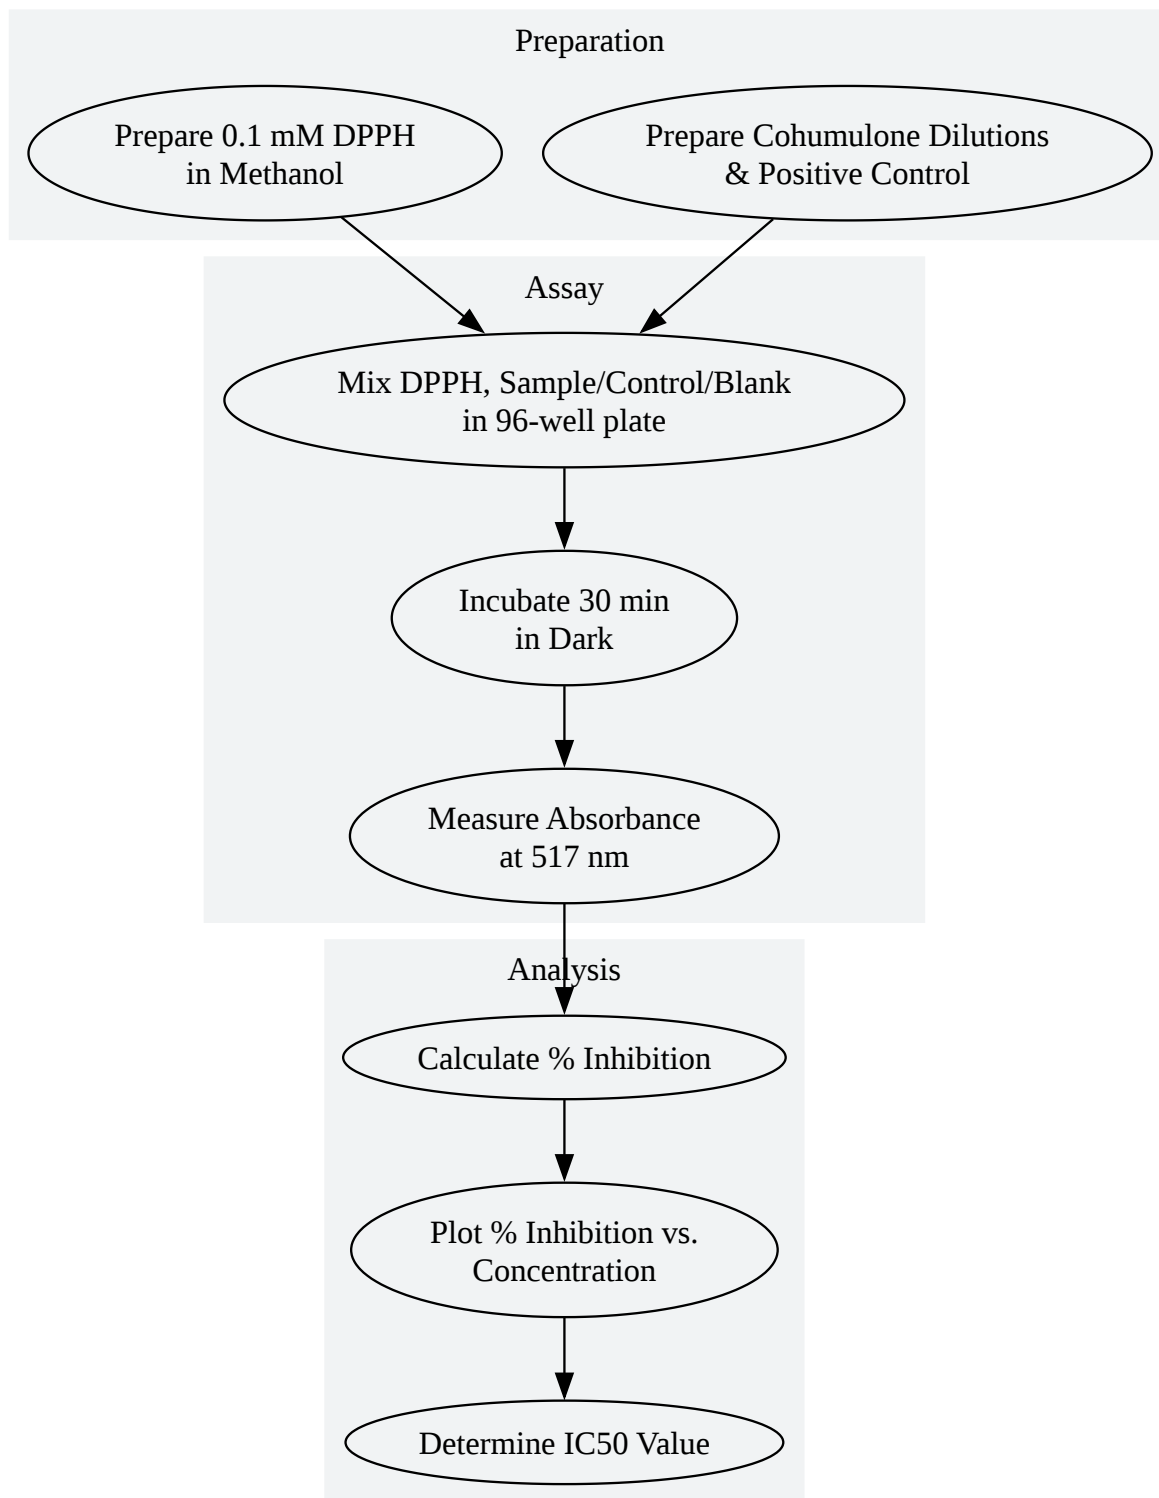 Preparation
Prepare 0.1 mM DPPH
in Methanol
Prepare Cohumulone Dilutions
& Positive Control
Assay
Mix DPPH, Sample/Control/Blank
in 96-well plate
Incubate 30 min
in Dark
Measure Absorbance
at 517 nm
Analysis
Calculate % Inhibition
Plot % Inhibition vs.
Concentration
Determine IC50 Value